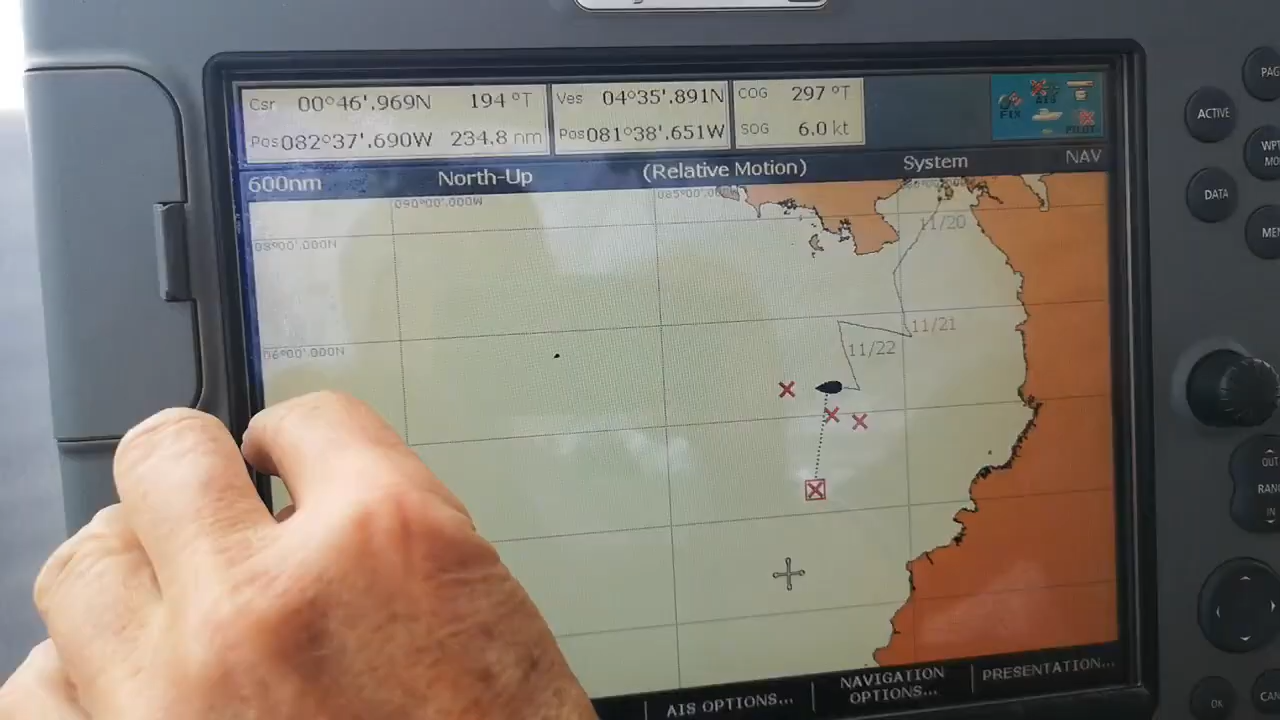 Csr 00°46'.969N 194 °T
Pos 082°37'.690W 234.8 nm
Ves 04°35'.891N
Pos 081°38'.651W
COG 297 °T
SOG 6.0 kt
FIX
AIS
PILOT
600nm North-Up (Relative Motion) System NAV
090°00'.000W
08°00'.000N
06°00'.000N
11/20
11/21
11/22
AIS OPTIONS...
NAVIGATION OPTIONS...
PRESENTATION...
ACTIVE
DATA
OUT
IN
OK